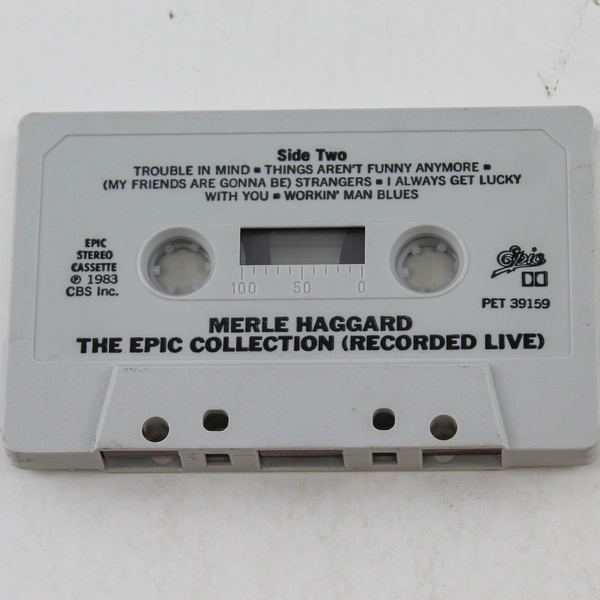 Side Two
TROUBLE IN MIND ▪ THINGS AREN'T FUNNY ANYMORE ▪
(MY FRIENDS ARE GONNA BE) STRANGERS ▪ I ALWAYS GET LUCKY
WITH YOU ▪ WORKIN' MAN BLUES
EPIC
STEREO
CASSETTE
℗ 1983
CBS Inc.
100 50 0
Epic
PET 39159
MERLE HAGGARD
THE EPIC COLLECTION (RECORDED LIVE)